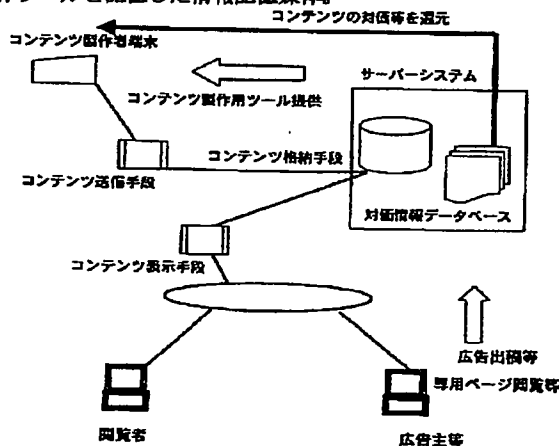 コンテンツの対価等を還元
コンテンツ製作者端末
サーバーシステム
コンテンツ製作用ツール提供
コンテンツ格納手段
コンテンツ送信手段
対価情報データベース
コンテンツ表示手段
広告出稿等
専用ページ閲覧等
閲覧者
広告主等